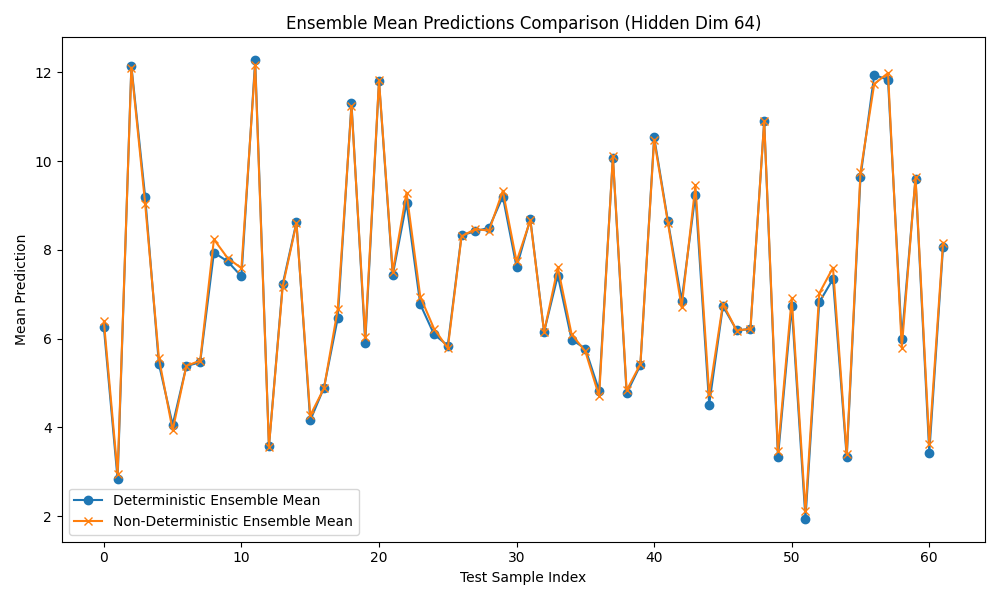 Ensemble Mean Predictions Comparison (Hidden Dim 64)
Mean Prediction
12
10
8
6
4
2
Deterministic Ensemble Mean
Non-Deterministic Ensemble Mean
0 10 20 30 40 50 60
Test Sample Index